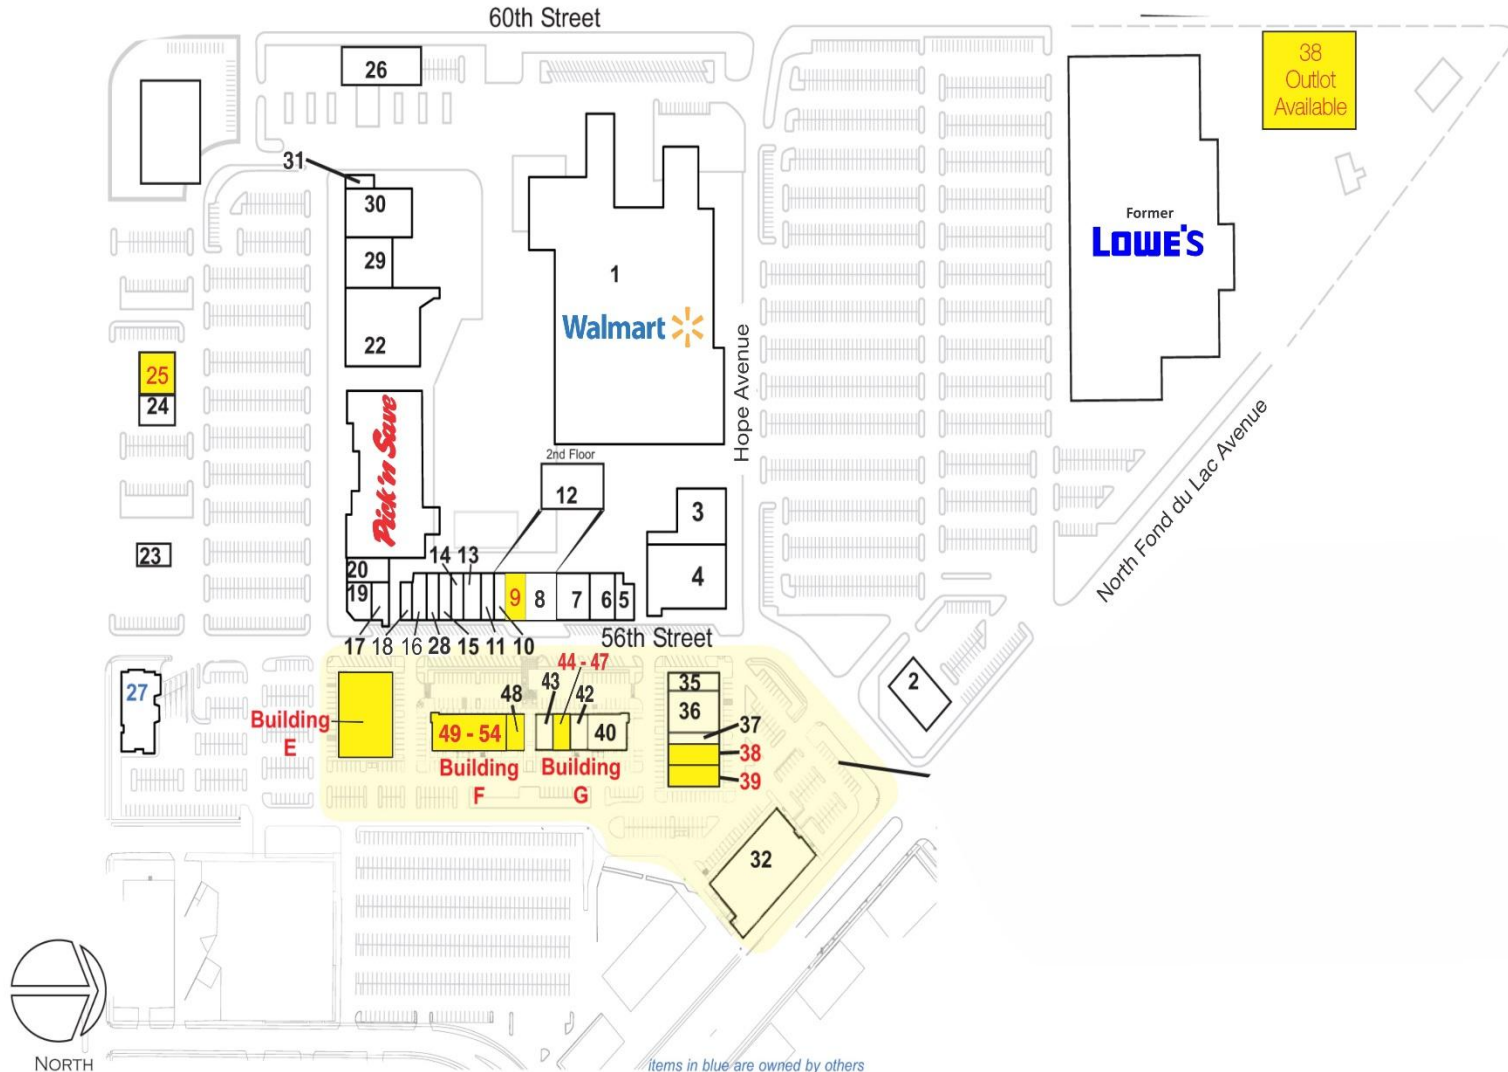 60th Street
26
38
Outlot
Available
31
30
29
22
1
Walmart
Former
LOWE'S
Hope Avenue
North Fond du Lac Avenue
25
24
Pick 'n Save
2nd Floor
12
3
4
23
20
19
14 13
9 8 7 6 5
17 18 16 28 15 11 10
56th Street
27
2
44 - 47
43 42
48
35
36
37
38
39
Building
E
49 - 54
40
Building
F
Building
G
32
NORTH
items in blue are owned by others